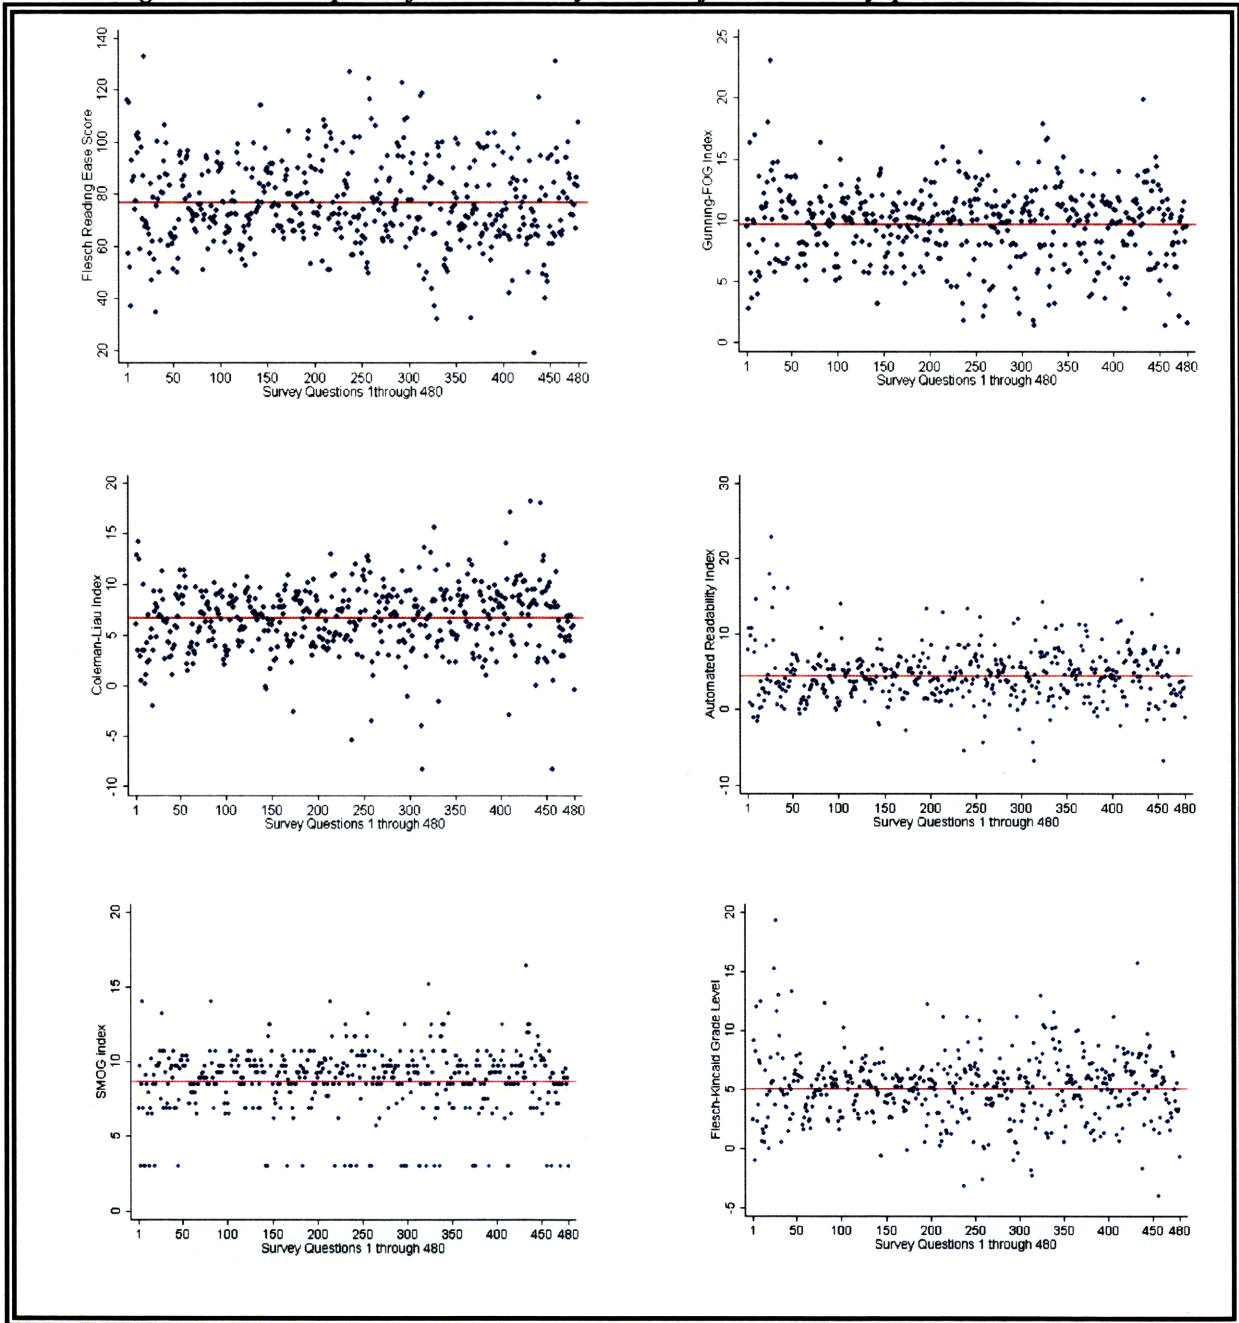 140
120
100
80
60
40
20
Flesch Reading Ease Score
1 50 100 150 200 250 300 350 400 450 480
Survey Questions 1through 480
25
20
15
10
5
0
Gunning-FOG Index
1 50 100 150 200 250 300 350 400 450 480
Survey Questions 1 through 480
20
15
10
5
0
-5
-10
Coleman-Liau Index
1 50 100 150 200 250 300 350 400 450 480
Survey Questions 1 through 480
30
20
10
0
-10
Automated Readability Index
1 50 100 150 200 250 300 350 400 450 480
Survey Questions 1 through 480
20
15
10
5
0
SMOG index
1 50 100 150 200 250 300 350 400 450 480
Survey Questions 1 through 480
20
15
10
5
0
-5
Flesch-Kincaid Grade Level
1 50 100 150 200 250 300 350 400 450 480
Survey Questions 1 through 480